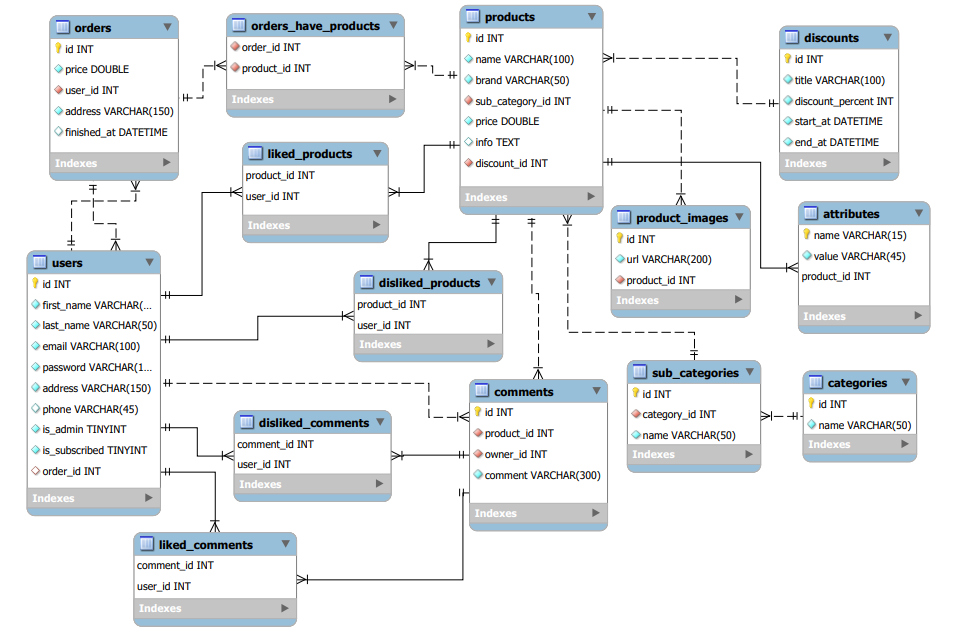 orders
id INT
price DOUBLE
user_id INT
address VARCHAR(150)
finished_at DATETIME
Indexes
orders_have_products
order_id INT
product_id INT
Indexes
products
id INT
name VARCHAR(100)
brand VARCHAR(50)
sub_category_id INT
price DOUBLE
info TEXT
discount_id INT
Indexes
discounts
id INT
title VARCHAR(100)
discount_percent INT
start_at DATETIME
end_at DATETIME
Indexes
liked_products
product_id INT
user_id INT
Indexes
product_images
id INT
url VARCHAR(200)
product_id INT
Indexes
attributes
name VARCHAR(15)
value VARCHAR(45)
product_id INT
Indexes
users
id INT
first_name VARCHAR(...
last_name VARCHAR(50)
email VARCHAR(100)
password VARCHAR(1...
address VARCHAR(150)
phone VARCHAR(45)
is_admin TINYINT
is_subscribed TINYINT
order_id INT
Indexes
disliked_products
product_id INT
user_id INT
Indexes
sub_categories
id INT
category_id INT
name VARCHAR(50)
Indexes
categories
id INT
name VARCHAR(50)
Indexes
comments
id INT
product_id INT
owner_id INT
comment VARCHAR(300)
Indexes
disliked_comments
comment_id INT
user_id INT
Indexes
liked_comments
comment_id INT
user_id INT
Indexes